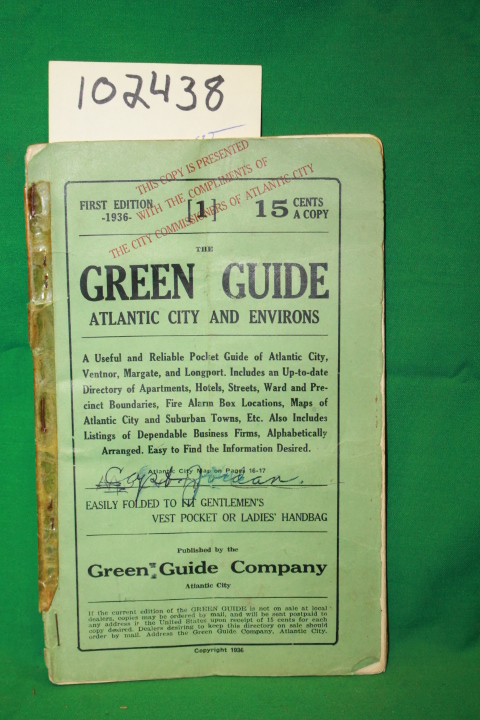 102438
THIS COPY IS PRESENTED
WITH THE COMPLIMENTS OF
THE CITY COMMISSIONERS OF ATLANTIC CITY
FIRST EDITION
-1936-
[1]
15 CENTS
A COPY
THE
GREEN GUIDE
ATLANTIC CITY AND ENVIRONS
A Useful and Reliable Pocket Guide of Atlantic City,
Ventnor, Margate, and Longport. Includes an Up-to-date
Directory of Apartments, Hotels, Streets, Ward and Pre-
cinct Boundaries, Fire Alarm Box Locations, Maps of
Atlantic City and Suburban Towns, Etc. Also Includes
Listings of Dependable Business Firms, Alphabetically
Arranged. Easy to Find the Information Desired.
Atlantic City Map on Pages 16-17
EASILY FOLDED TO FIT GENTLEMEN'S
VEST POCKET OR LADIES' HANDBAG
Published by the
Green Guide Company
Atlantic City
If the current edition of the GREEN GUIDE is not on sale at local
dealers, copies may be ordered by mail, and will be sent postpaid to
any address in the United States upon receipt of 15 cents for each
copy desired. Dealers desiring to keep this directory on sale should
order by mail. Address the Green Guide Company, Atlantic City.
Copyright 1936